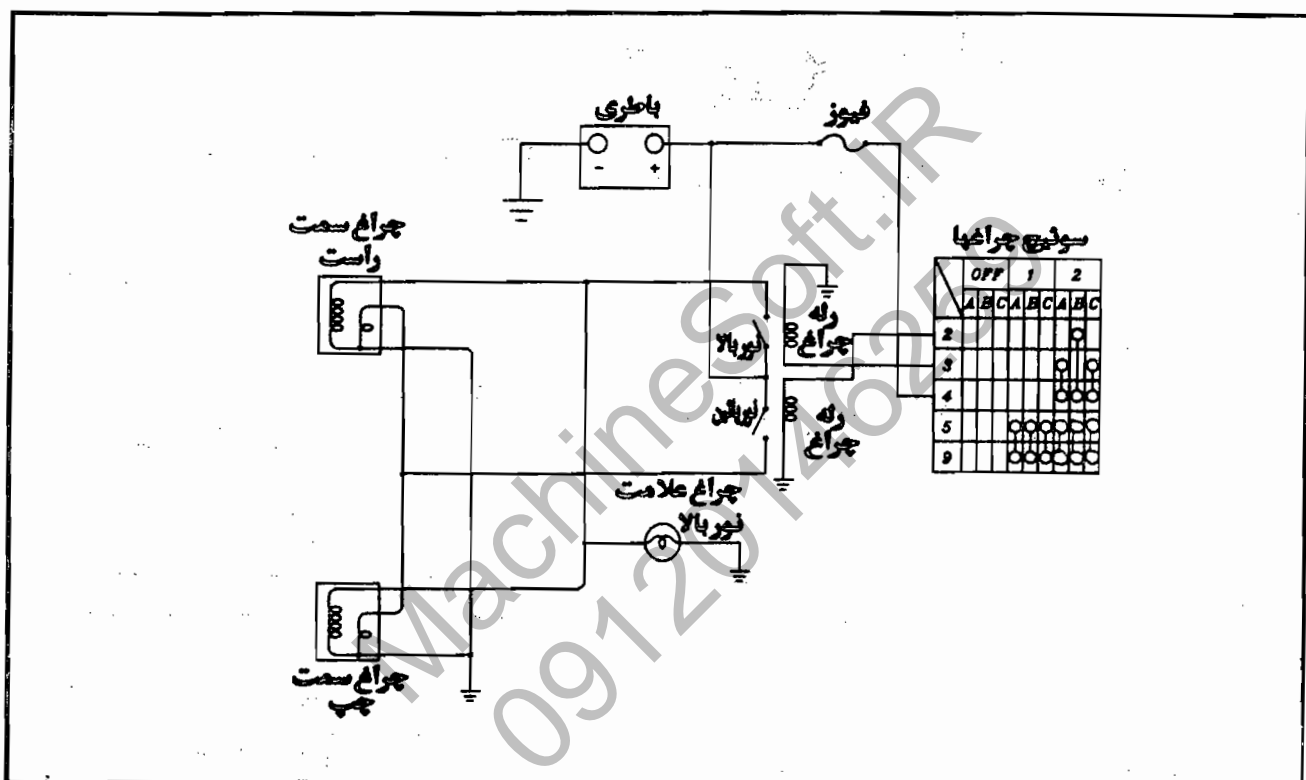 باطری
فیوز
- +
چراغ سمت
راست
سوئیچ چراغها
OFF 1 2
A B C A B C A B C
2
3
4
5
9
رله
چراغ
نور بالا
نور پائین
رله
چراغ
چراغ علامت
نور بالا
چراغ سمت
چپ
MachineSoft.IR
09120146259